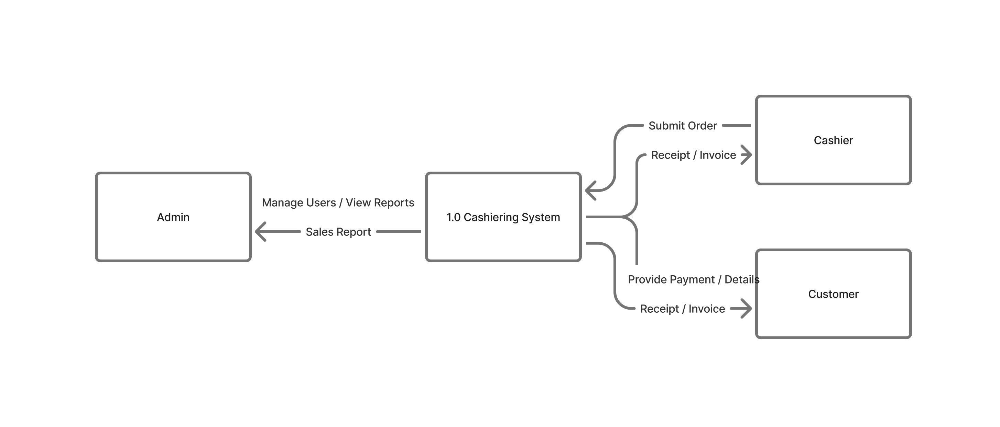 Submit Order
Cashier
Receipt / Invoice
Manage Users / View Reports
Admin
1.0 Cashiering System
Sales Report
Provide Payment / Details
Customer
Receipt / Invoice